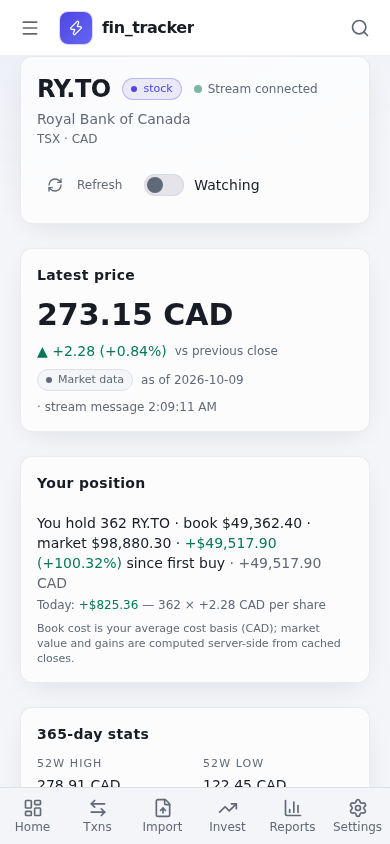 fin_tracker
RY.TO stock Stream connected
Royal Bank of Canada
TSX · CAD
Refresh Watching
Latest price
273.15 CAD
▲ +2.28 (+0.84%) vs previous close
Market data as of 2026-10-09
· stream message 2:09:11 AM
Your position
You hold 362 RY.TO · book $49,362.40 ·
market $98,880.30 · +$49,517.90
(+100.32%) since first buy · +49,517.90
CAD
Today: +$825.36 — 362 × +2.28 CAD per share
Book cost is your average cost basis (CAD); market
value and gains are computed server-side from cached
closes.
365-day stats
52W HIGH 52W LOW
278.91 CAD 122.45 CAD
Home Txns Import Invest Reports Settings